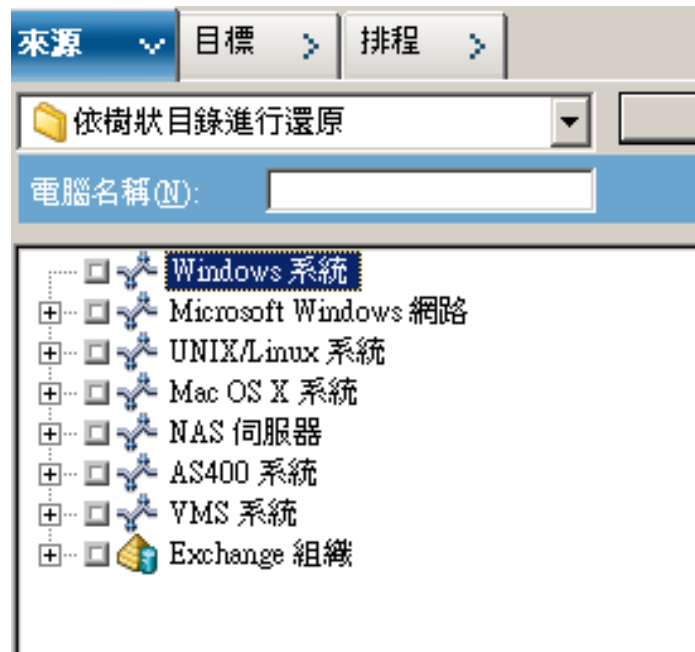 來源 目標 排程
依樹狀目錄進行還原
電腦名稱(N):
Windows 系統
Microsoft Windows 網路
UNIX/Linux 系統
Mac OS X 系統
NAS 伺服器
AS400 系統
VMS 系統
Exchange 組織